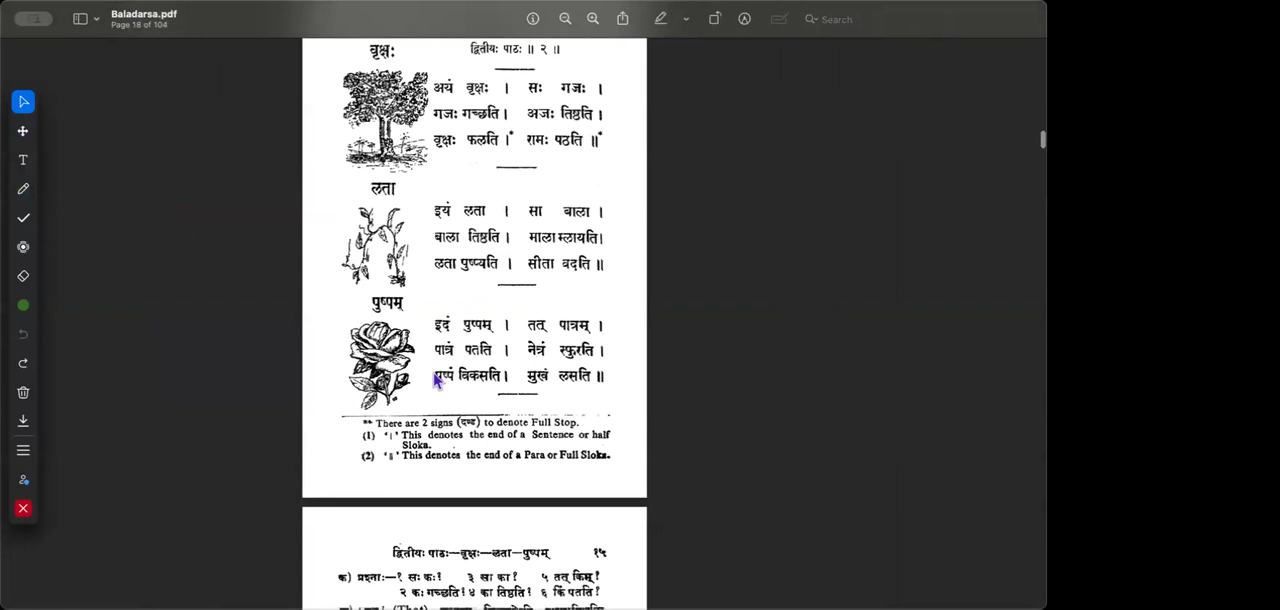 Baladarsa.pdf
Page 18 of 104
Search
वृक्षः
द्वितीयः पाठः ॥ २ ॥
अयं वृक्षः । सः गजः ।
गजः गच्छति । अजः तिष्ठति ।
वृक्षः फलति ।* रामः पठति ॥*
लता
इयं लता । सा बाला ।
बाला तिष्ठति । माला म्लायति।
लता पुष्प्यति । सीता वदति ॥
पुष्पम्
इदं पुष्पम् । तत् पात्रम् ।
पात्रं पतति । नेत्रं स्फुरति ।
पुष्पं विकसति। मुखं लसति ॥
** There are 2 signs (दण्ड) to denote Full Stop.
(1) '।' This denotes the end of a Sentence or half
Sloka.
(2) '॥' This denotes the end of a Para or Full Sloka.
द्वितीयः पाठः—वृक्षः—लता—पुष्पम् १५
क) प्रश्नाः—१ सः कः? ३ सा का? ५ तत् किम्?
२ कः गच्छति? ४ का तिष्ठति? ६ किं पतति?